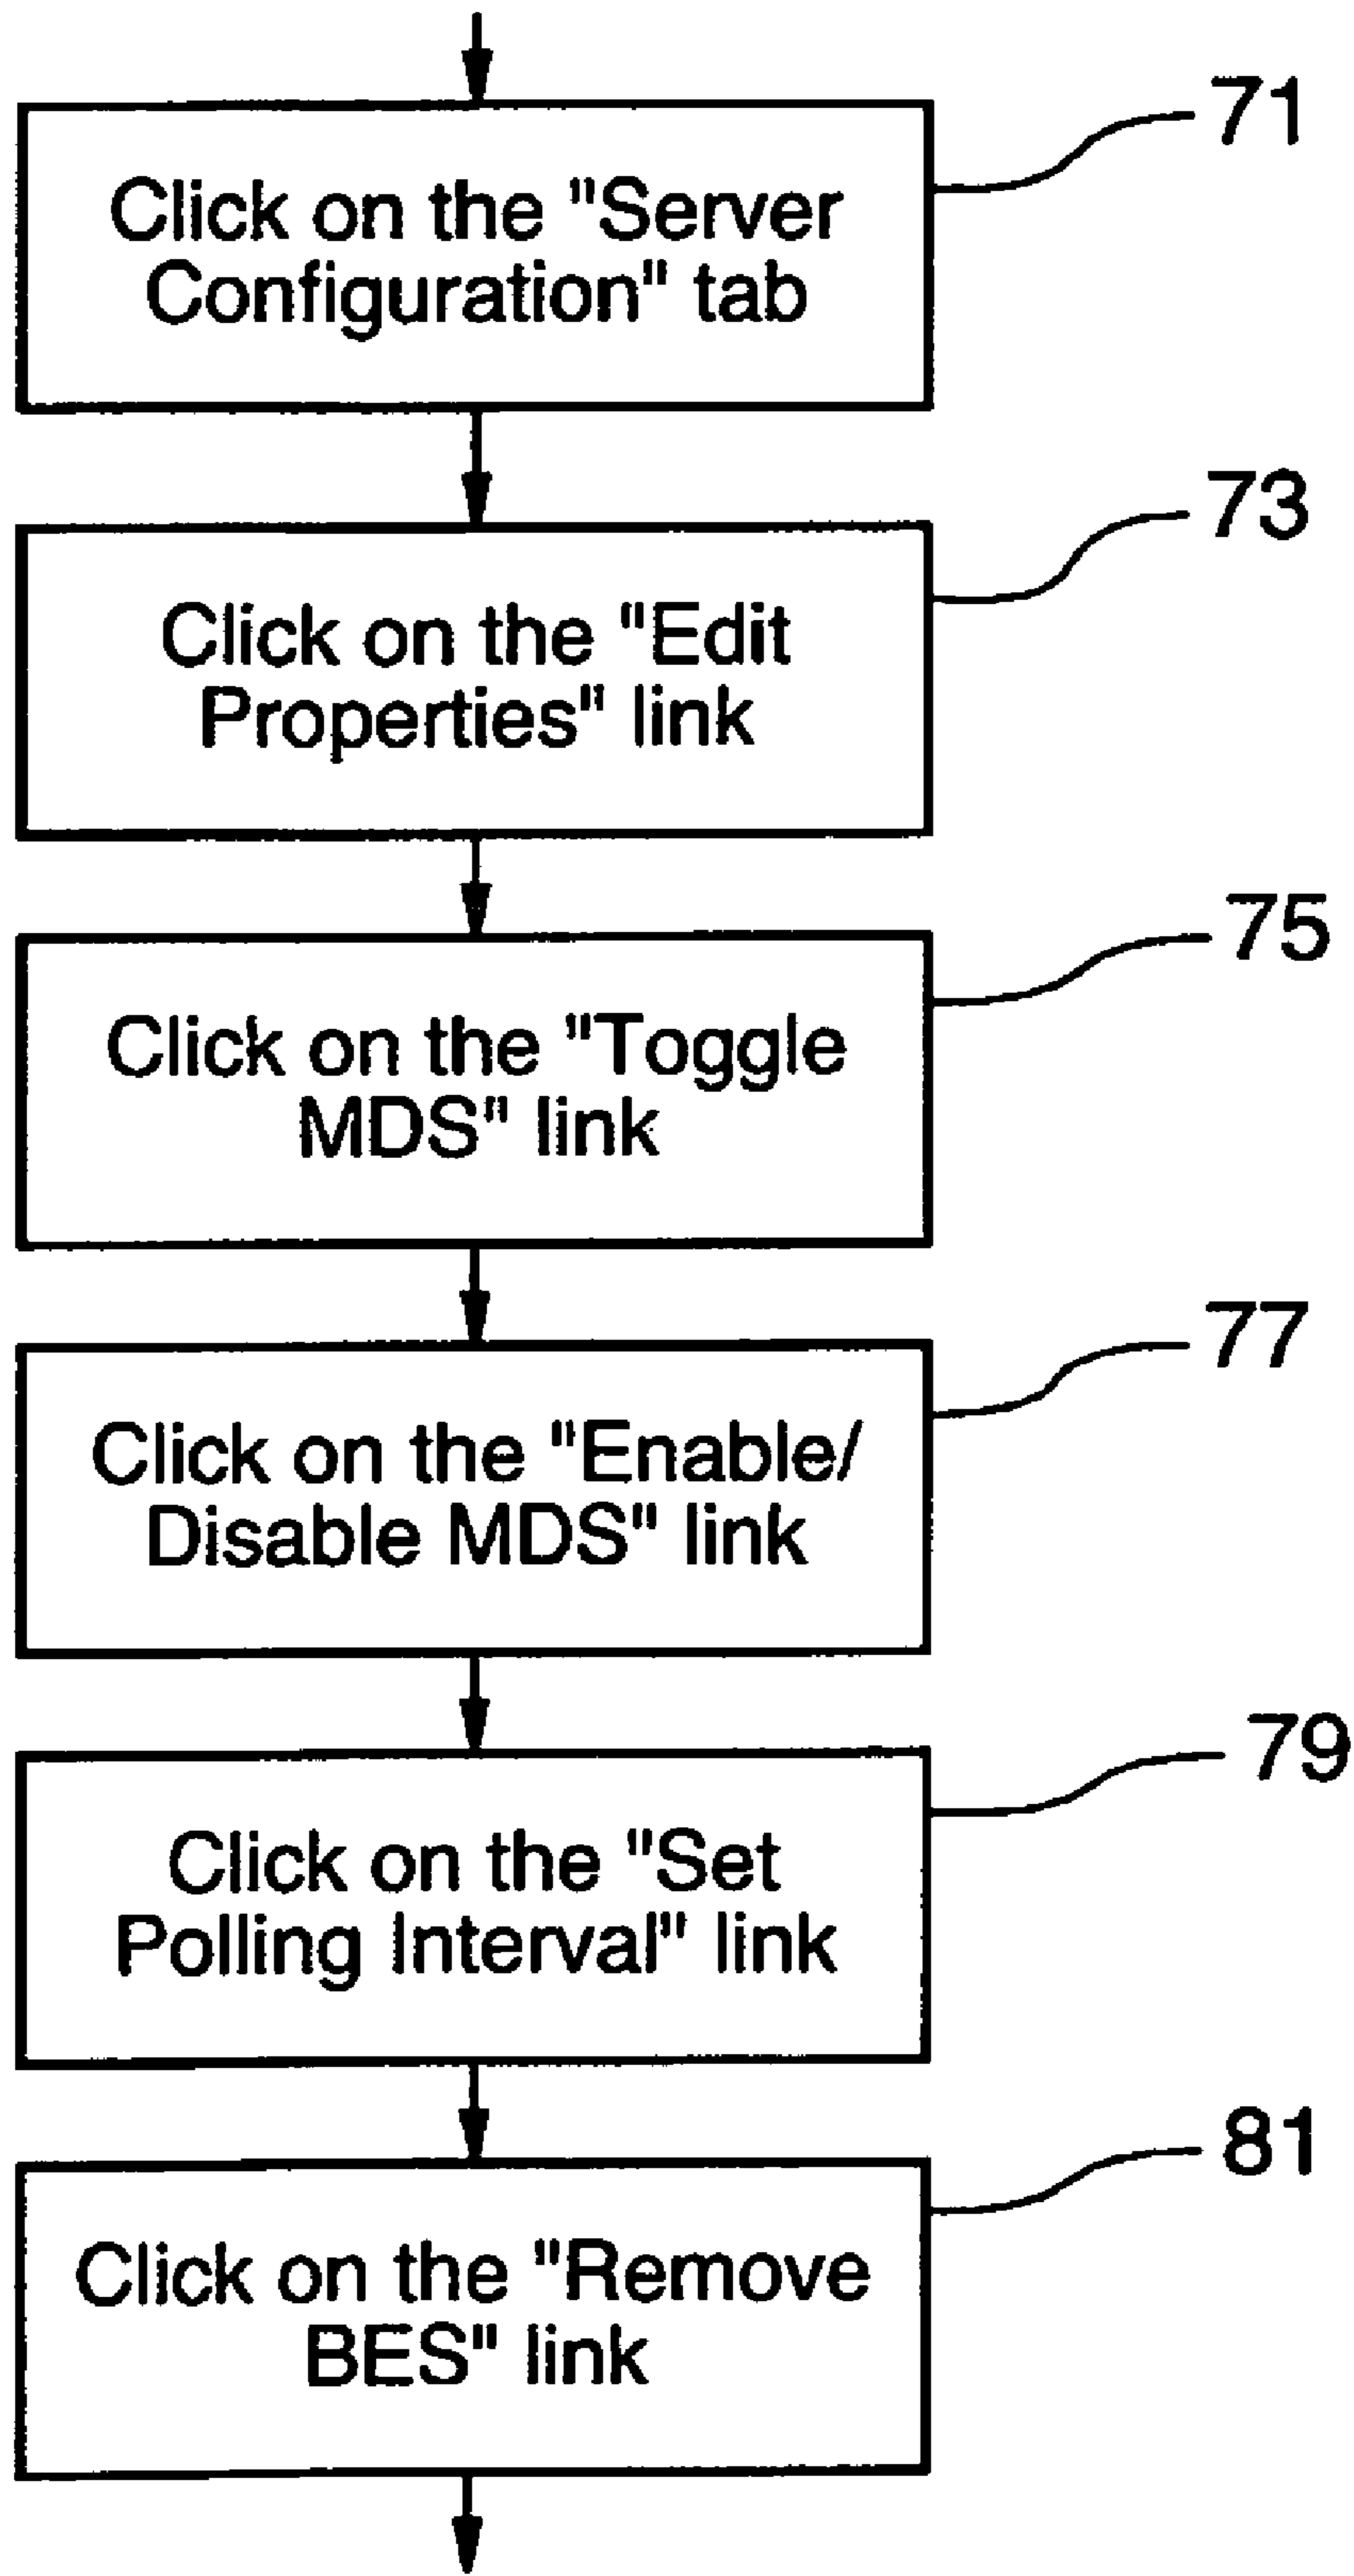 Click on the "Server
Configuration" tab
71
Click on the "Edit
Properties" link
73
Click on the "Toggle
MDS" link
75
Click on the "Enable/
Disable MDS" link
77
Click on the "Set
Polling Interval" link
79
Click on the "Remove
BES" link
81